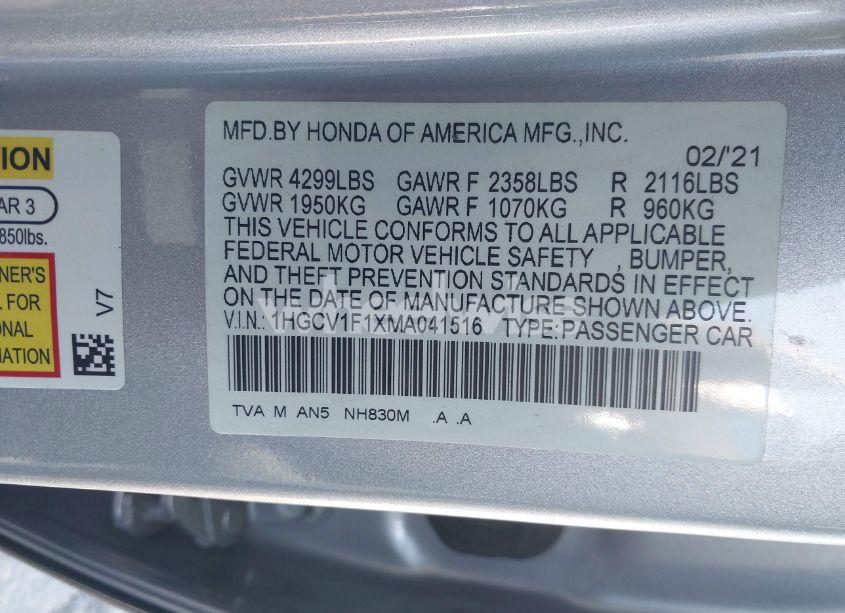 ION
AR 3
850lbs.
NER'S
L FOR
ONAL
MATION
V7
MFD.BY HONDA OF AMERICA MFG.,INC.
02/'21
GVWR 4299LBS GAWR F 2358LBS R 2116LBS
GVWR 1950KG GAWR F 1070KG R 960KG
THIS VEHICLE CONFORMS TO ALL APPLICABLE
FEDERAL MOTOR VEHICLE SAFETY , BUMPER,
AND THEFT PREVENTION STANDARDS IN EFFECT
ON THE DATE OF MANUFACTURE SHOWN ABOVE.
V.I.N.: 1HGCV1F1XMA041516 TYPE:PASSENGER CAR
TVA M AN5 NH830M .A .A